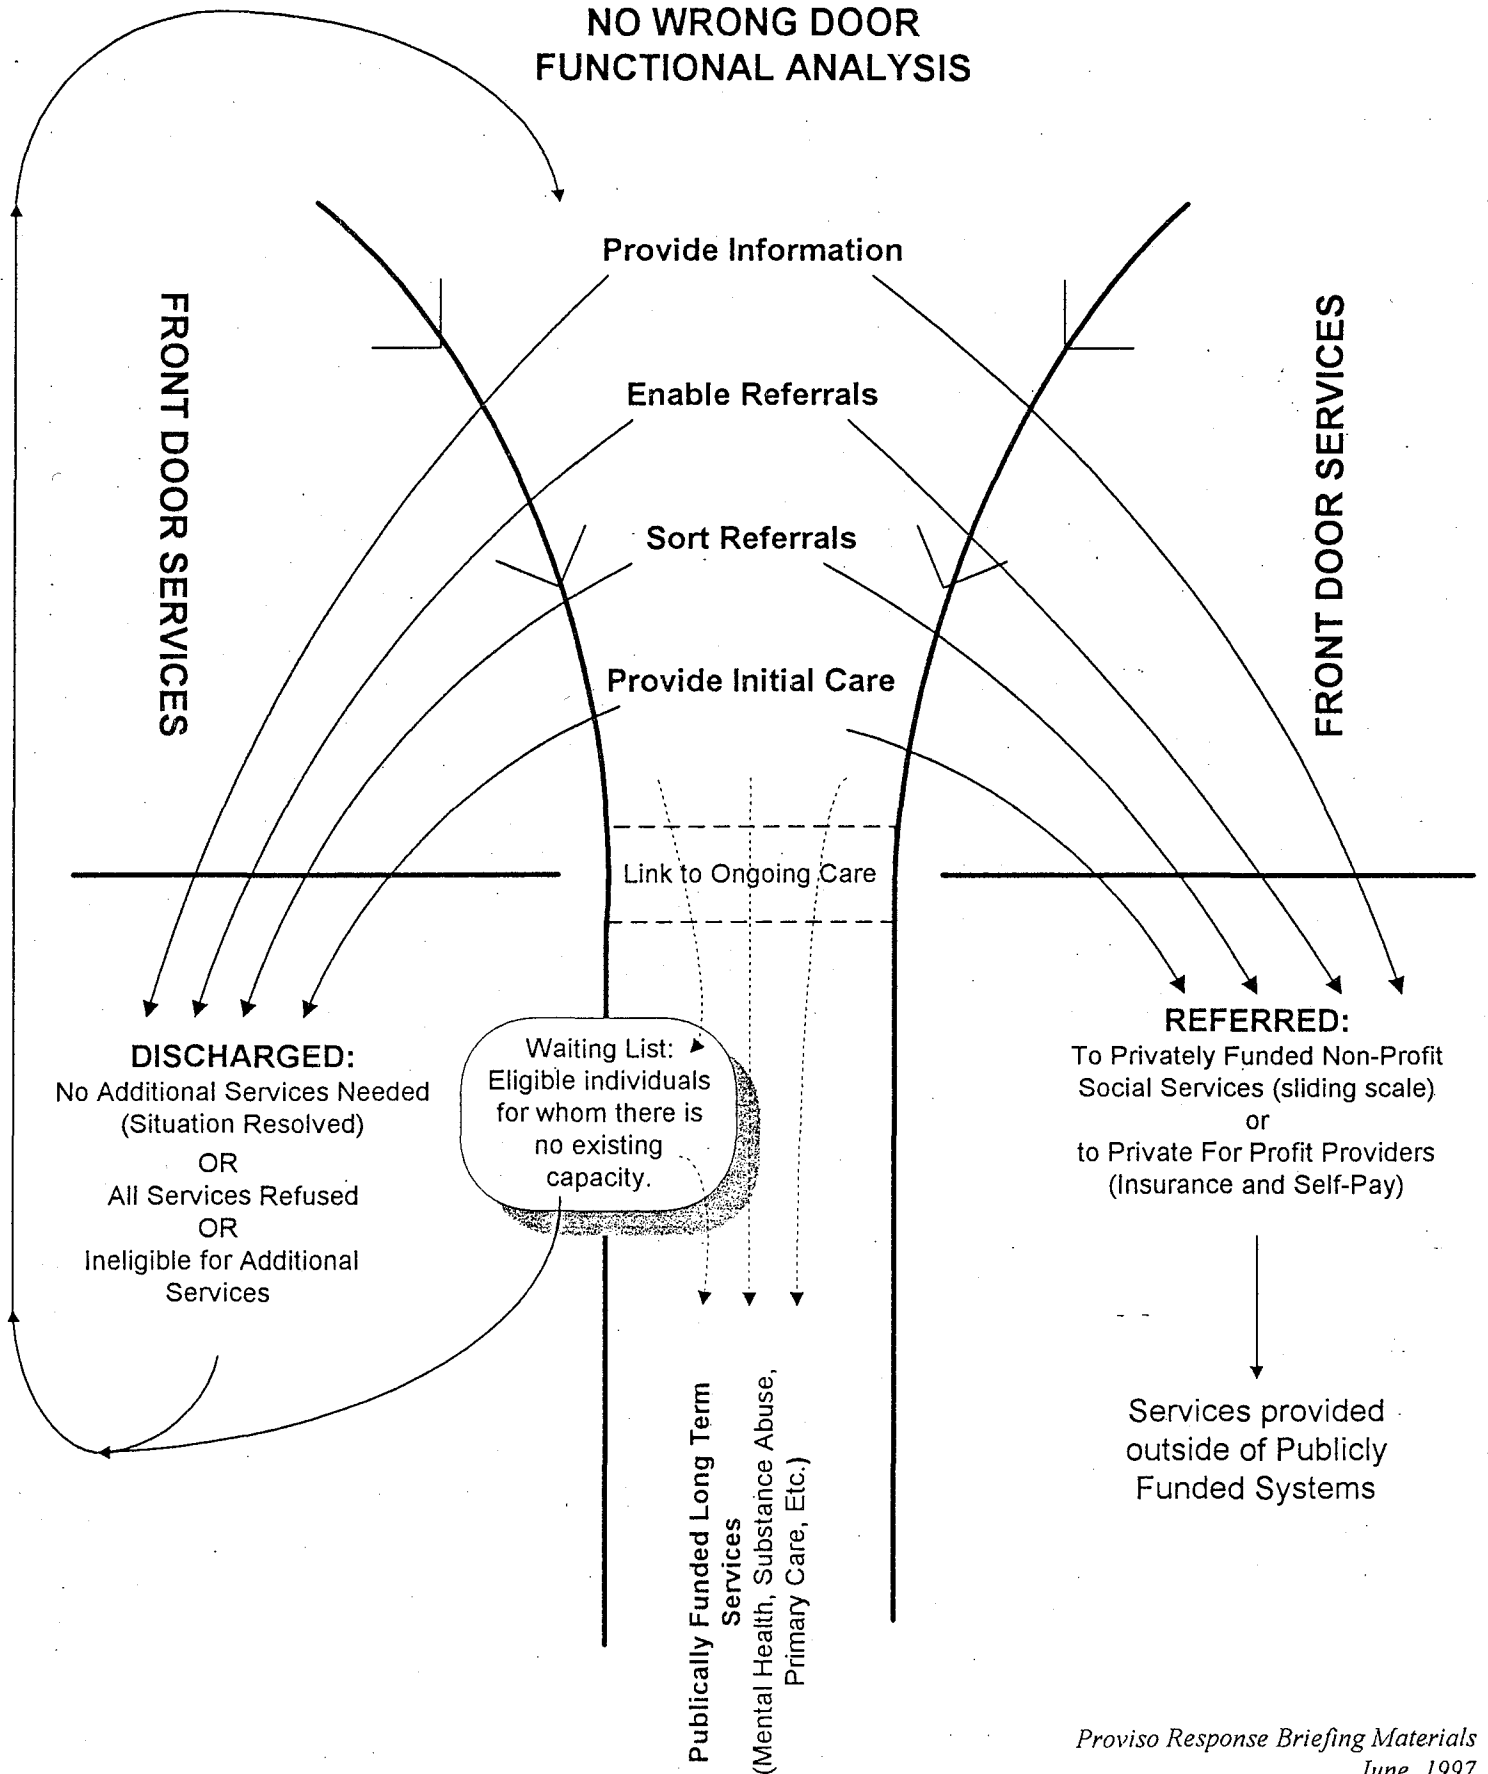 NO WRONG DOOR
FUNCTIONAL ANALYSIS
FRONT DOOR SERVICES
Provide Information
Enable Referrals
Sort Referrals
Provide Initial Care
FRONT DOOR SERVICES
Link to Ongoing Care
DISCHARGED:
No Additional Services Needed
(Situation Resolved)
OR
All Services Refused
OR
Ineligible for Additional
Services
Waiting List:
Eligible individuals
for whom there is
no existing
capacity.
REFERRED:
To Privately Funded Non-Profit
Social Services (sliding scale)
or
to Private For Profit Providers
(Insurance and Self-Pay)
Services provided
outside of Publicly
Funded Systems
Publically Funded Long Term
Services
(Mental Health, Substance Abuse,
Primary Care, Etc.)
Proviso Response Briefing Materials
June, 1997